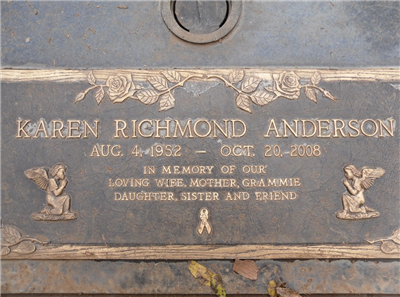 KAREN RICHMOND ANDERSON
AUG. 4, 1952 — OCT. 20, 2008
IN MEMORY OF OUR
LOVING WIFE, MOTHER, GRAMMIE
DAUGHTER, SISTER AND FRIEND